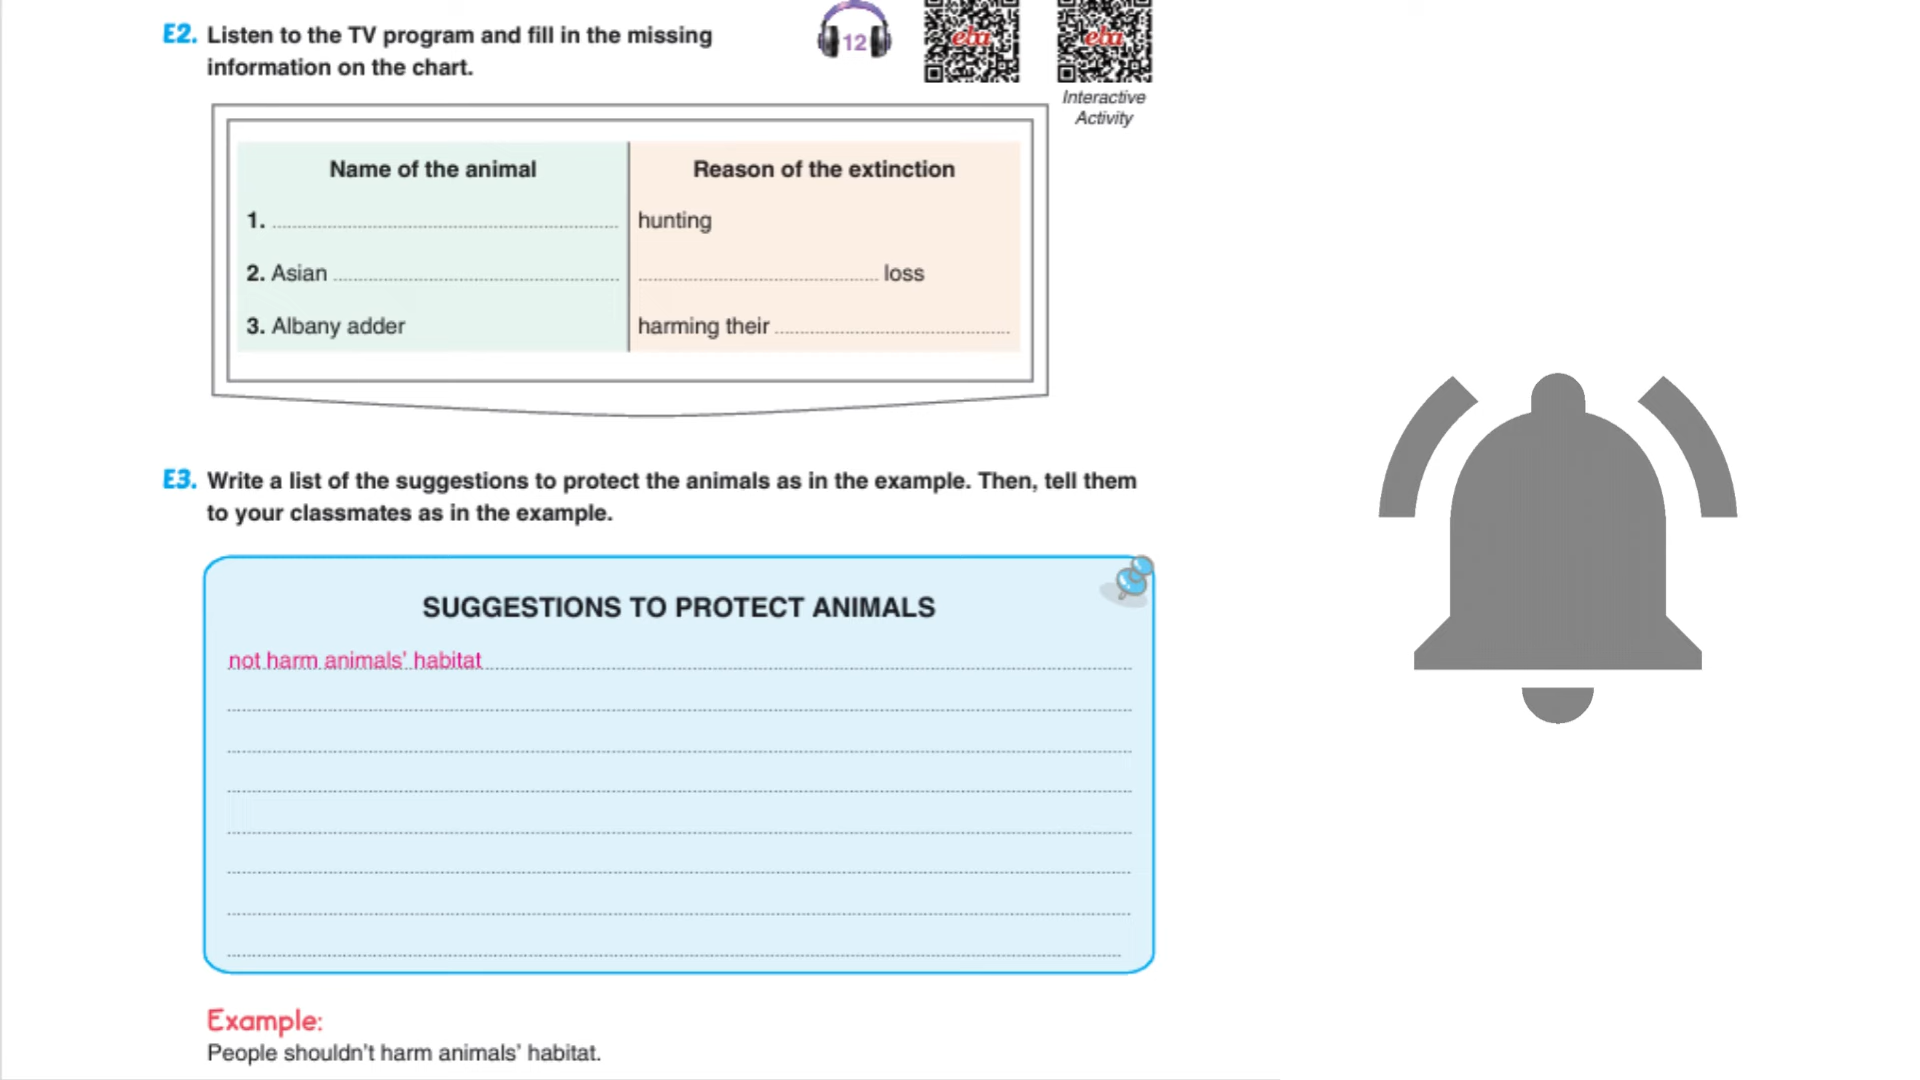 E2. Listen to the TV program and fill in the missing
information on the chart.
12
eba
eba
Interactive
Activity
Name of the animal
Reason of the extinction
1. hunting
2. Asian loss
3. Albany adder harming their
E3. Write a list of the suggestions to protect the animals as in the example. Then, tell them
to your classmates as in the example.
SUGGESTIONS TO PROTECT ANIMALS
not harm animals' habitat
Example:
People shouldn't harm animals' habitat.